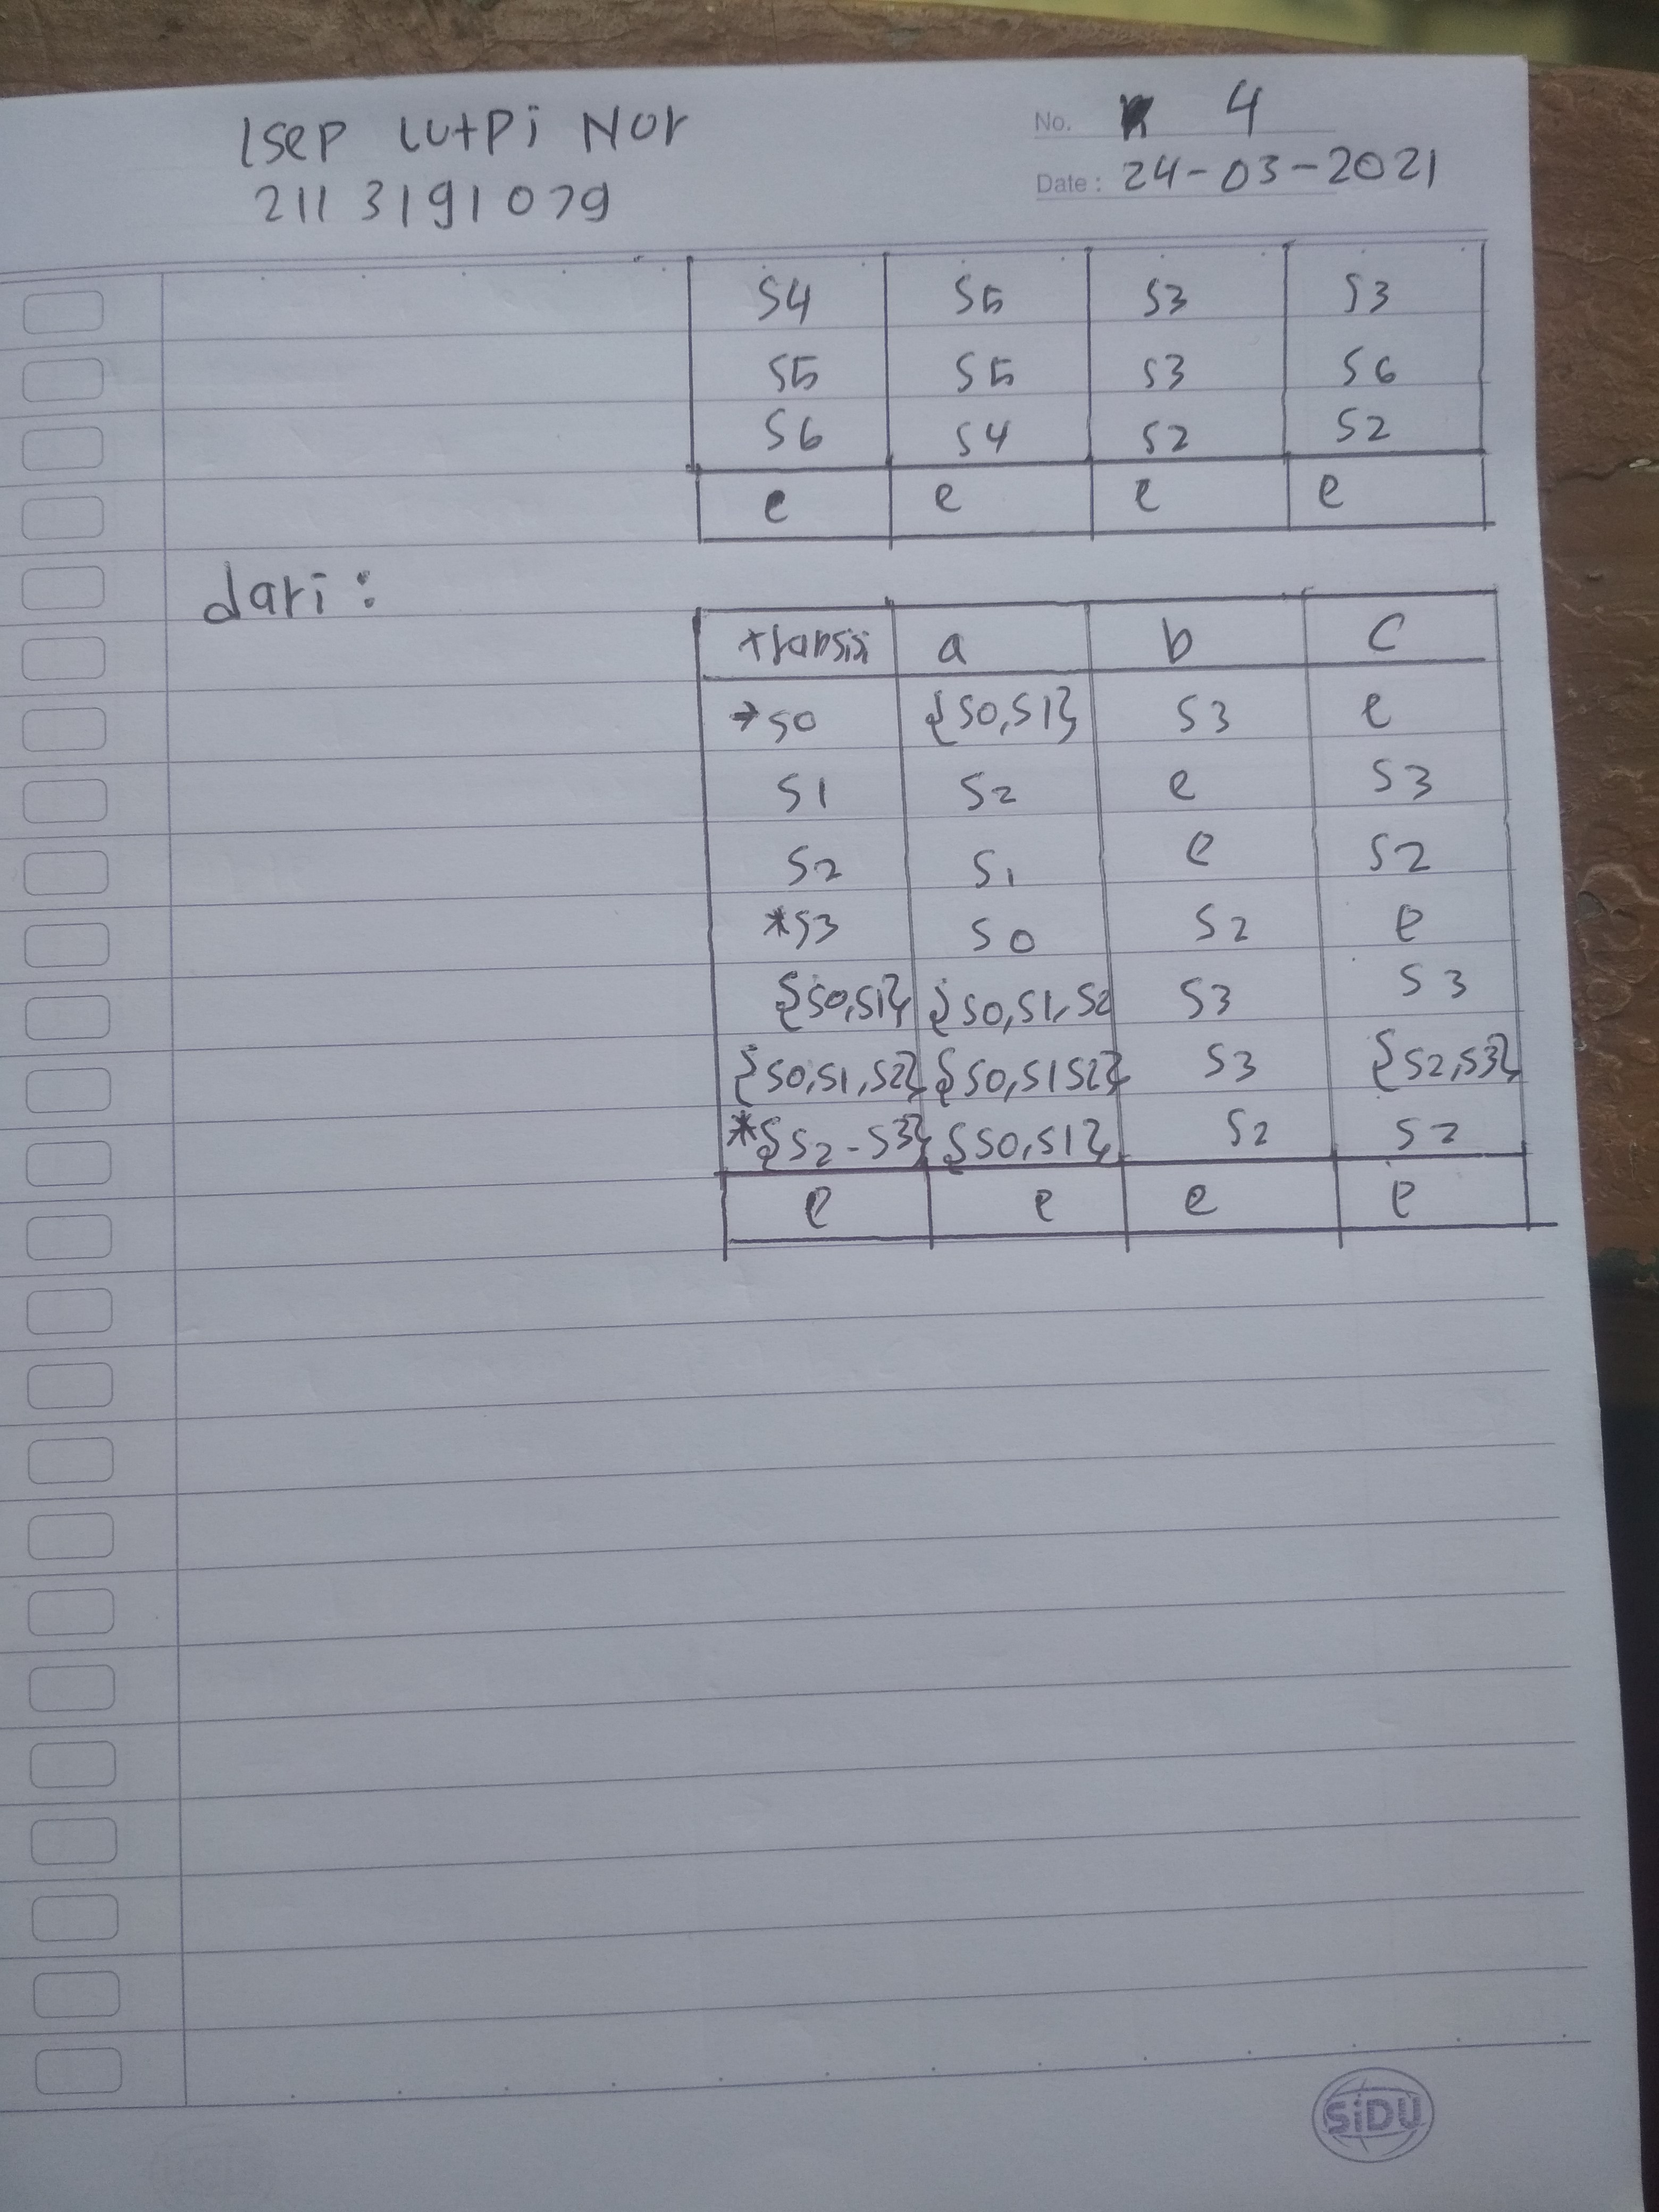 Isep lutpi Nor
No. 4
2113191079
Date : 24-03-2021
S4 S5 S3 S3
S5 S5 S3 S6
S6 S4 S2 S2
e e e e
dari :
transisi a b c
→S0 {S0,S1} S3 e
S1 S2 e S3
S2 S1 e S2
*S3 S0 S2 e
{S0,S1} {S0,S1,S2 S3 S3
{S0,S1,S2} {S0,S1S2} S3 {S2,S3}
*{S2-S3} {S0,S1} S2 S2
e e e e
SiDU